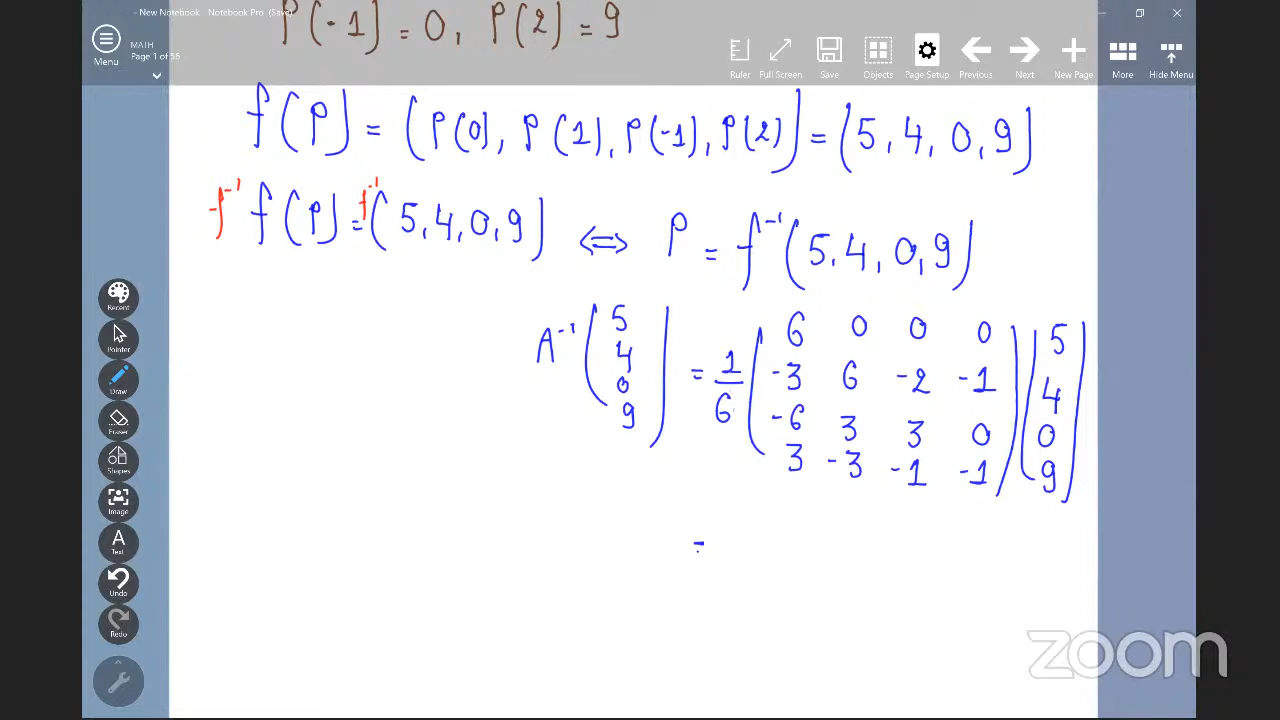 - New Notebook Notebook.Pro (Save)
Menu
MATH
Page 1 of 56
Ruler Full Screen Save Objects Page Setup Previous Next New Page More Hide Menu
P(-1) = 0, P(2) = 9
f(P) = (P(0), P(1), P(-1), P(2)) = (5, 4, 0, 9)
f⁻¹ f(P) = f⁻¹(5, 4, 0, 9) ⇔ P = f⁻¹(5, 4, 0, 9)
A⁻¹ (5 4 0 9) = 1/6 (6 0 0 0
-3 6 -2 -1
-6 3 3 0
3 -3 -1 -1) (5 4 0 9)
=
Recent
Pointer
Draw
Eraser
Shapes
Image
A
Text
Undo
Redo
zoom